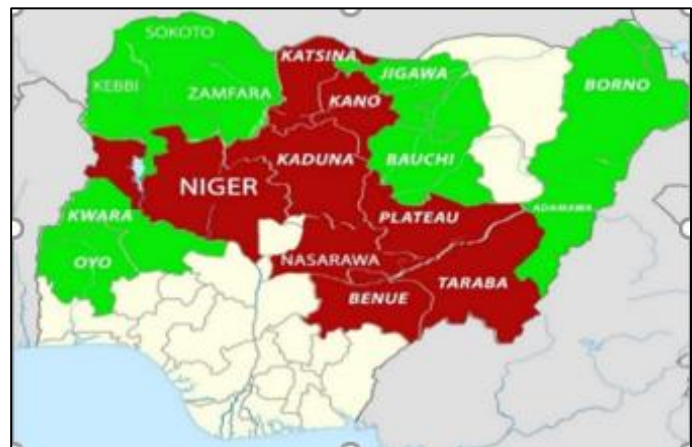 SOKOTO
KATSINA
JIGAWA
BORNO
KEBBI
ZAMFARA
KANO
KADUNA
BAUCHI
NIGER
KWARA
PLATEAU
ADAMAWA
OYO
NASARAWA
TARABA
BENUE